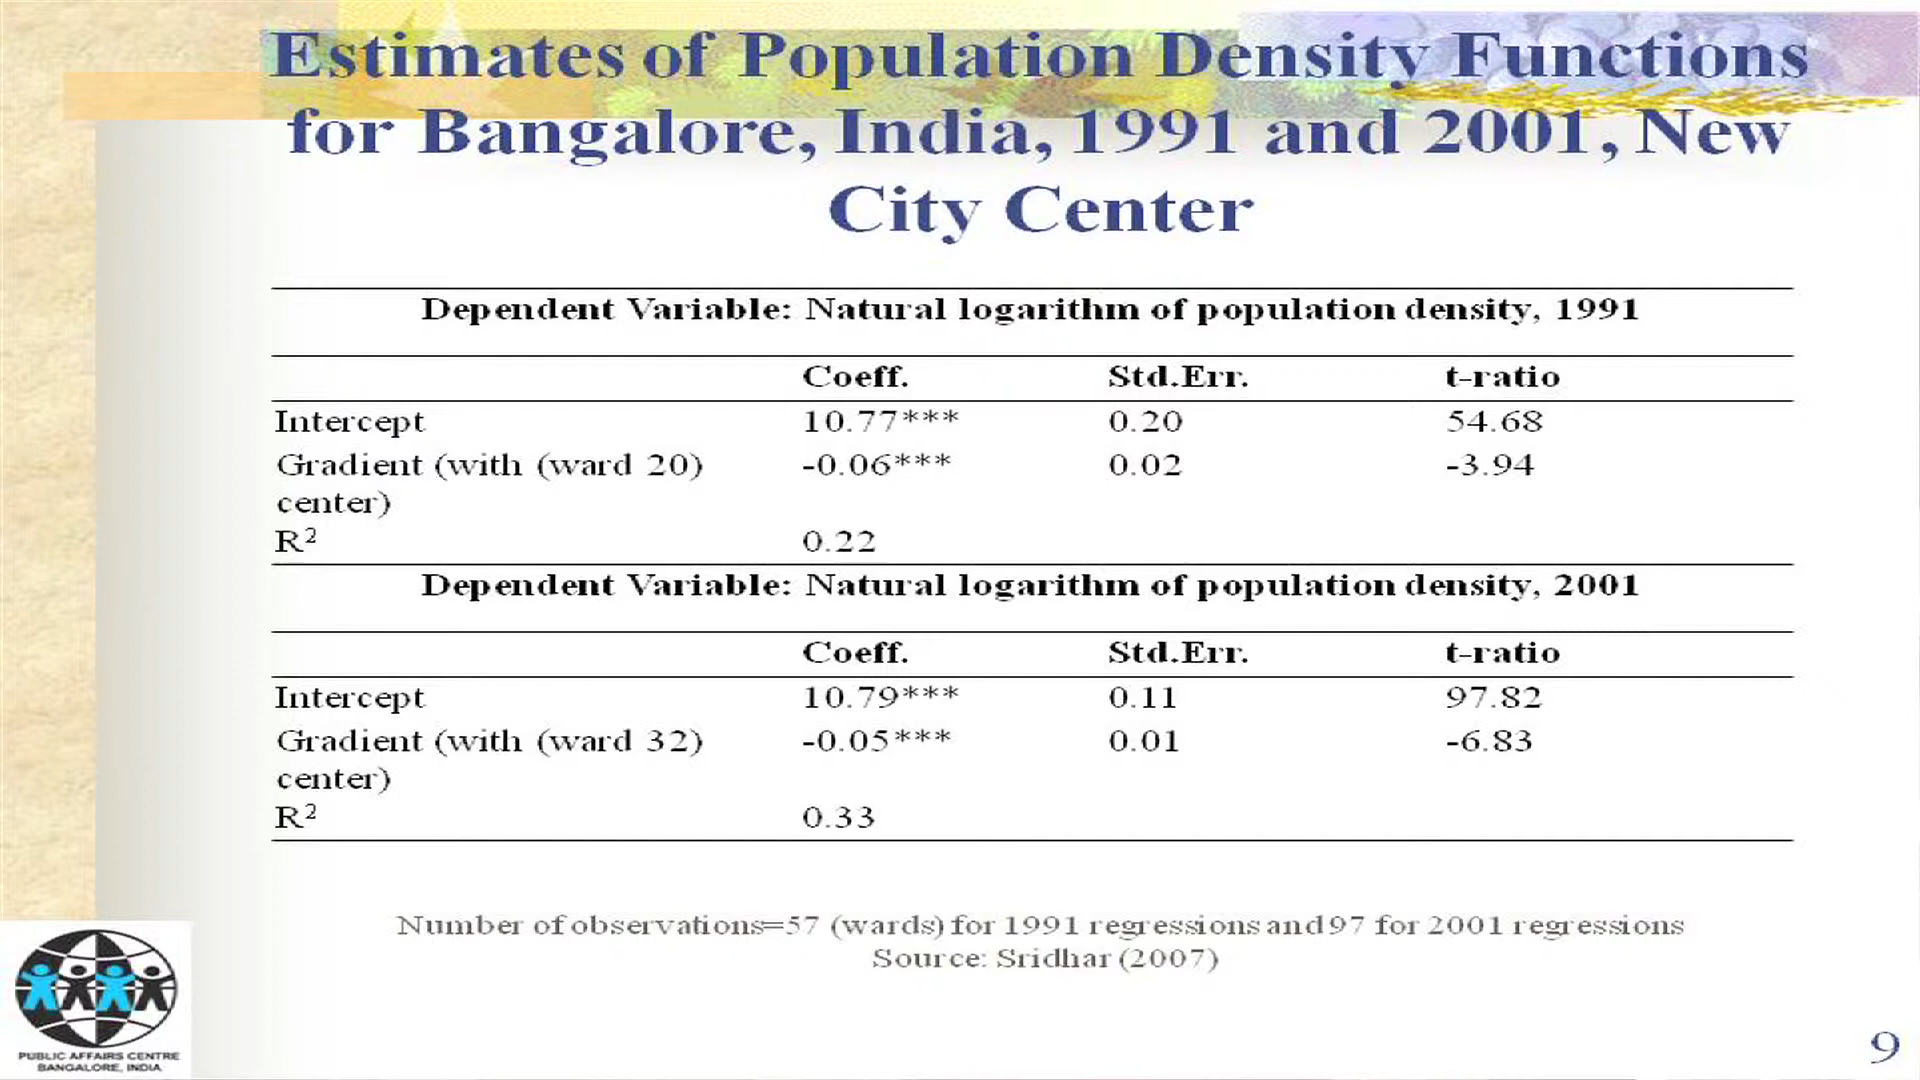 Estimates of Population Density Functions
for Bangalore, India, 1991 and 2001, New
City Center
Dependent Variable: Natural logarithm of population density, 1991
Coeff. Std.Err. t-ratio
Intercept 10.77*** 0.20 54.68
Gradient (with (ward 20) -0.06*** 0.02 -3.94
center)
R² 0.22
Dependent Variable: Natural logarithm of population density, 2001
Coeff. Std.Err. t-ratio
Intercept 10.79*** 0.11 97.82
Gradient (with (ward 32) -0.05*** 0.01 -6.83
center)
R² 0.33
Number of observations=57 (wards) for 1991 regressions and 97 for 2001 regressions
Source: Sridhar (2007)
PUBLIC AFFAIRS CENTRE
BANGALORE, INDIA
9